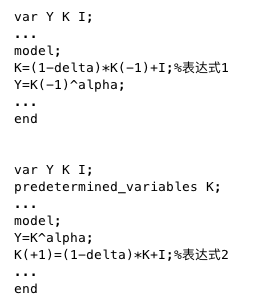 var Y K I;
...
model;
K=(1-delta)*K(-1)+I;%表达式1
Y=K(-1)^alpha;
...
end
var Y K I;
predetermined_variables K;
...
model;
Y=K^alpha;
K(+1)=(1-delta)*K+I;%表达式2
...
end